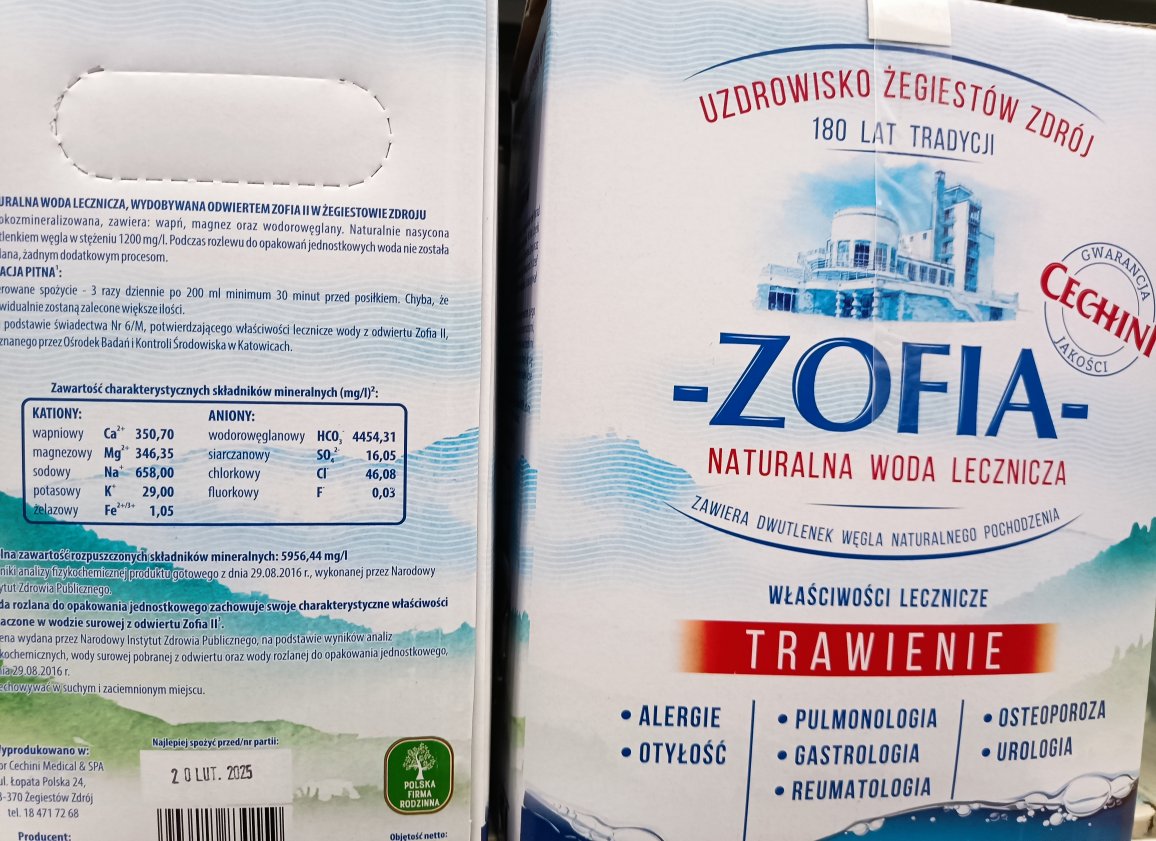 URALNA WODA LECZNICZA, WYDOBYWANA ODWIERTEM ZOFIA II W ŻEGIESTOWIE ZDROJU
okozmineralizowana, zawiera: wapń, magnez oraz wodorowęglany. Naturalnie nasycona
tlenkiem węgla w stężeniu 1200 mg/l. Podczas rozlewu do opakowań jednostkowych woda nie została
dana, żadnym dodatkowym procesom.
ACJA PITNA¹:
erowane spożycie - 3 razy dziennie po 200 ml minimum 30 minut przed posiłkiem. Chyba, że
widualnie zostaną zalecone większe ilości.
podstawie świadectwa Nr 6/M, potwierdzającego właściwości lecznicze wody z odwiertu Zofia II,
znanego przez Ośrodek Badań i Kontroli Środowiska w Katowicach.
Zawartość charakterystycznych składników mineralnych (mg/l)²:
KATIONY: ANIONY:
wapniowy Ca²⁺ 350,70 wodorowęglanowy HCO₃⁻ 4454,31
magnezowy Mg²⁺ 346,35 siarczanowy SO₄²⁻ 16,05
sodowy Na⁺ 658,00 chlorkowy Cl⁻ 46,08
potasowy K⁺ 29,00 fluorkowy F⁻ 0,03
żelazowy Fe²⁺/³⁺ 1,05
lna zawartość rozpuszczonych składników mineralnych: 5956,44 mg/l
niki analizy fizykochemicznej produktu gotowego z dnia 29.08.2016 r., wykonanej przez Narodowy
ytut Zdrowia Publicznego.
da rozlana do opakowania jednostkowego zachowuje swoje charakterystyczne właściwości
aczone w wodzie surowej z odwiertu Zofia II¹.
ena wydana przez Narodowy Instytut Zdrowia Publicznego, na podstawie wyników analiz
kochemicznych, wody surowej pobranej z odwiertu oraz wody rozlanej do opakowania jednostkowego,
nia 29.08.2016 r.
echowywać w suchym i zaciemnionym miejscu.
Wyprodukowano w:
or Cechini Medical & SPA
ul. Łopata Polska 24,
3-370 Żegiestów Zdrój
tel. 18 471 72 68
Producent:
Najlepiej spożyć przed/nr partii:
20 LUT. 2025
POLSKA
FIRMA
RODZINNA
Objętość netto:
UZDROWISKO ŻEGIESTÓW ZDRÓJ
180 LAT TRADYCJI
GWARANCJA
CECHINI
JAKOŚCI
-ZOFIA-
NATURALNA WODA LECZNICZA
ZAWIERA DWUTLENEK WĘGLA NATURALNEGO POCHODZENIA
WŁAŚCIWOŚCI LECZNICZE
TRAWIENIE
• ALERGIE
• OTYŁOŚĆ
• PULMONOLOGIA
• GASTROLOGIA
• REUMATOLOGIA
• OSTEOPOROZA
• UROLOGIA